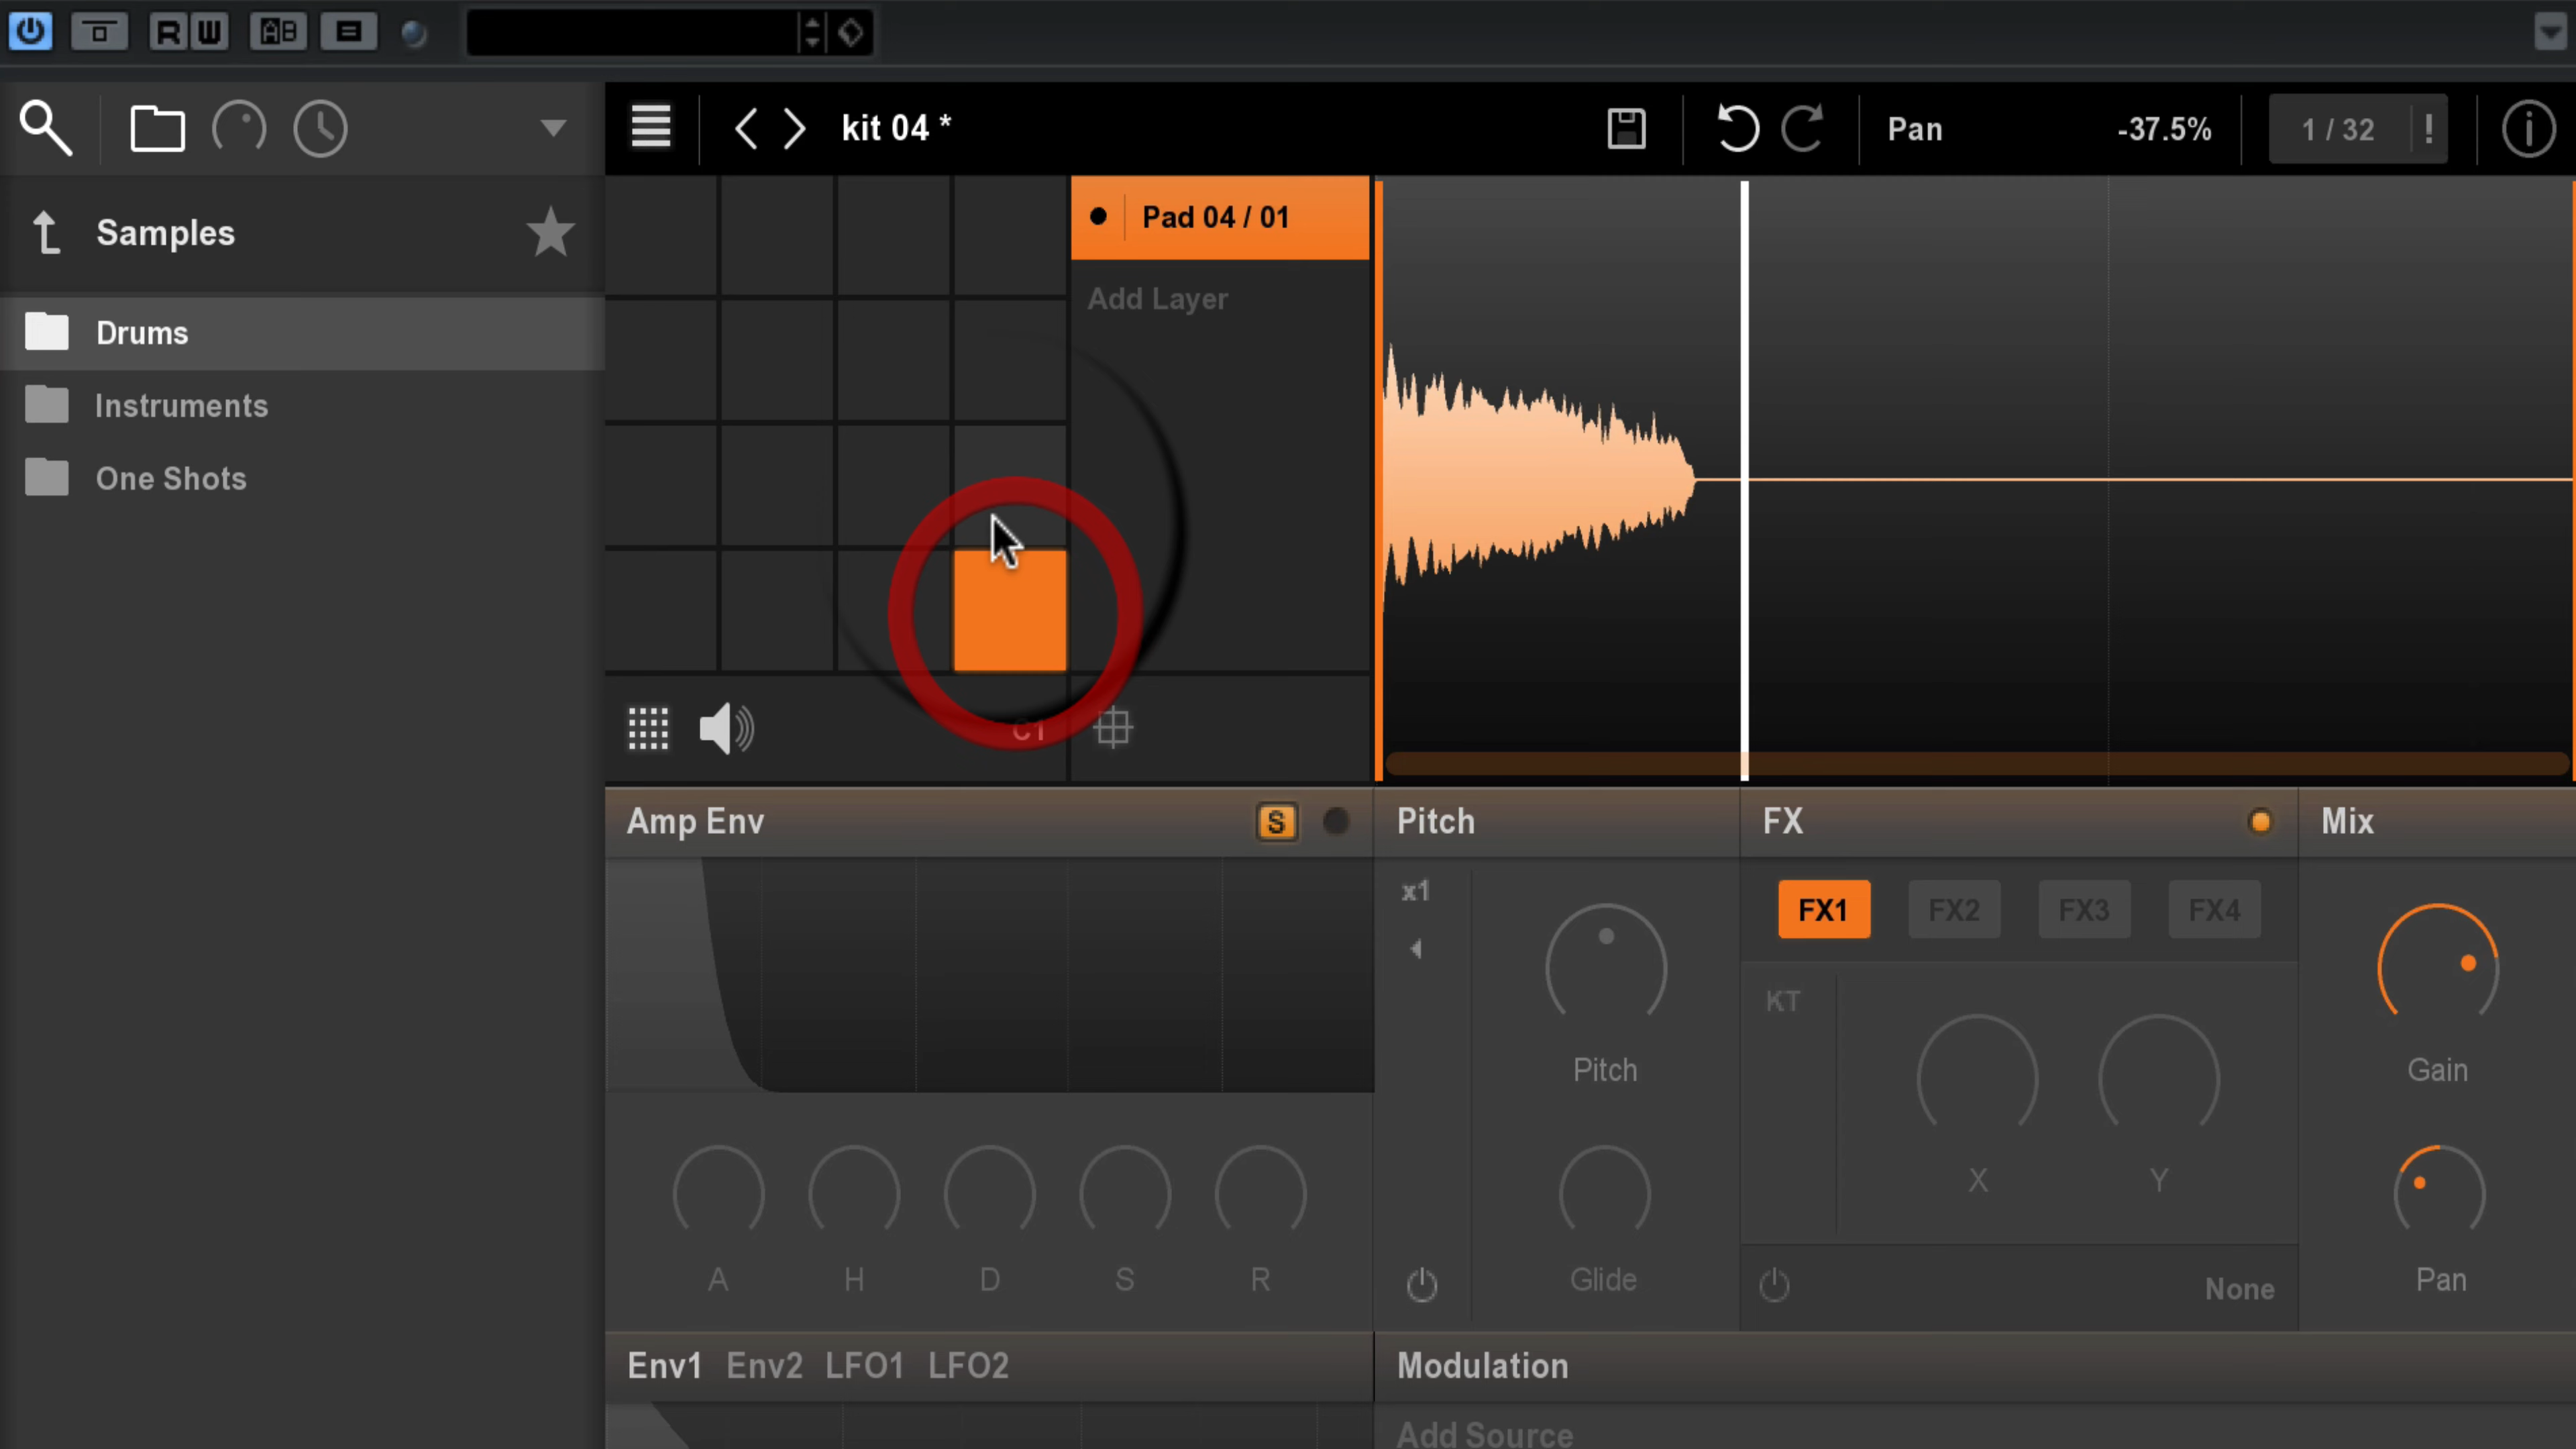 R W AB
kit 04 *
Pan -37.5% 1 / 32 !
Samples
Pad 04 / 01
Add Layer
Drums
Instruments
One Shots
C1
Amp Env S
Pitch
FX
Mix
x1
FX1 FX2 FX3 FX4
KT
Pitch
Gain
X Y
A H D S R
Glide
None
Pan
Env1 Env2 LFO1 LFO2
Modulation
Add Source